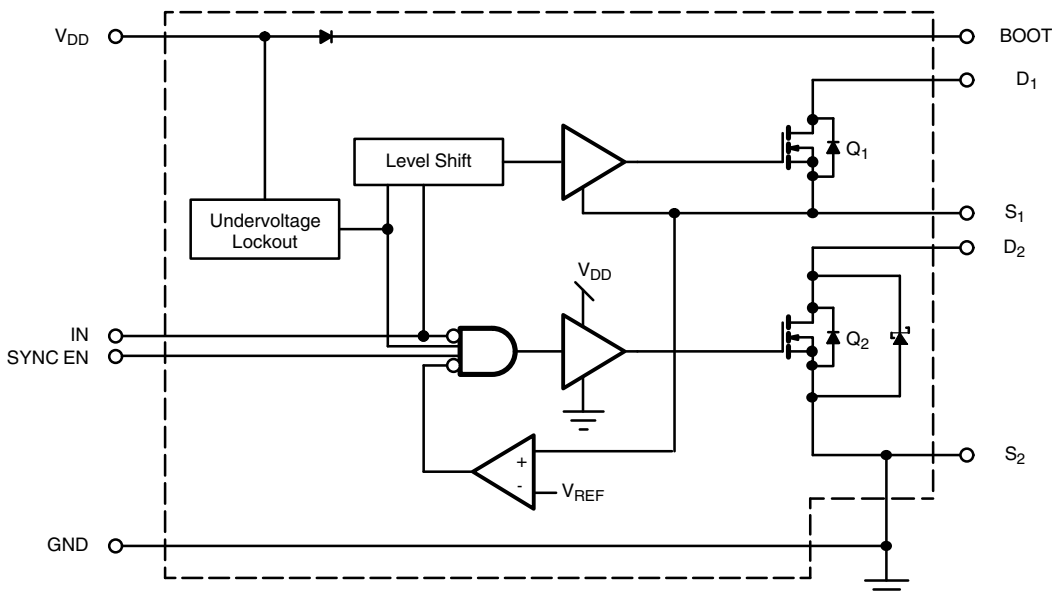 VDD
BOOT
D1
Level Shift
Q1
Undervoltage
Lockout
S1
D2
VDD
IN
SYNC EN
Q2
+
-
VREF
S2
GND